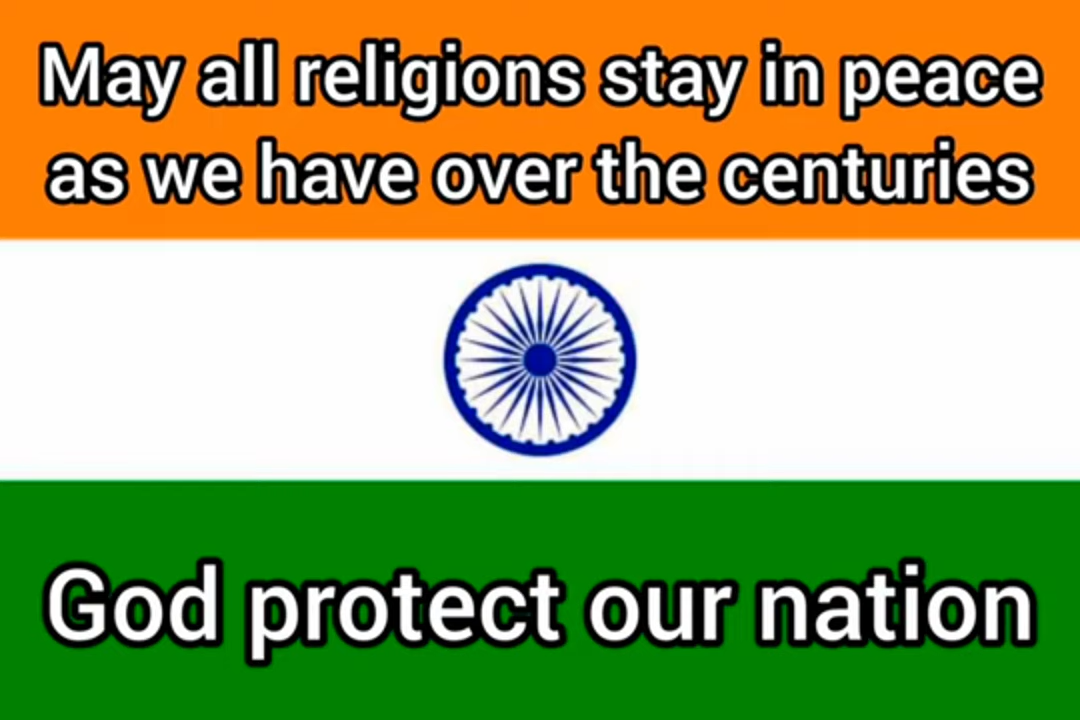 May all religions stay in peace
as we have over the centuries
God protect our nation